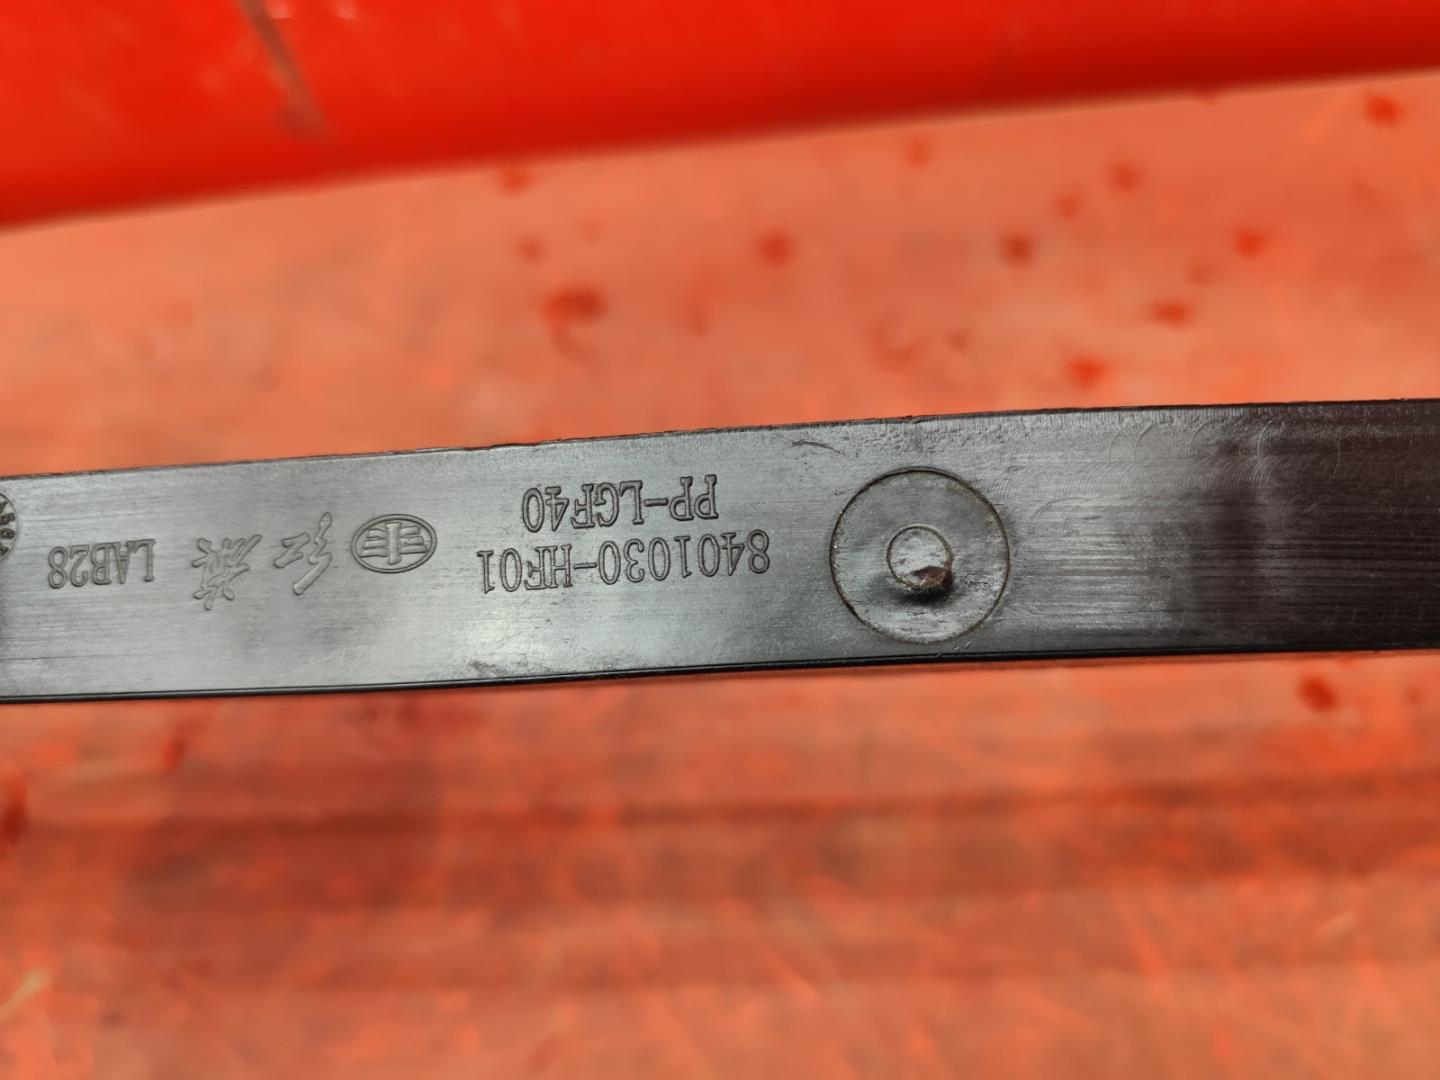 8401030-HF01
PP-LGF40
红旗
LAB28